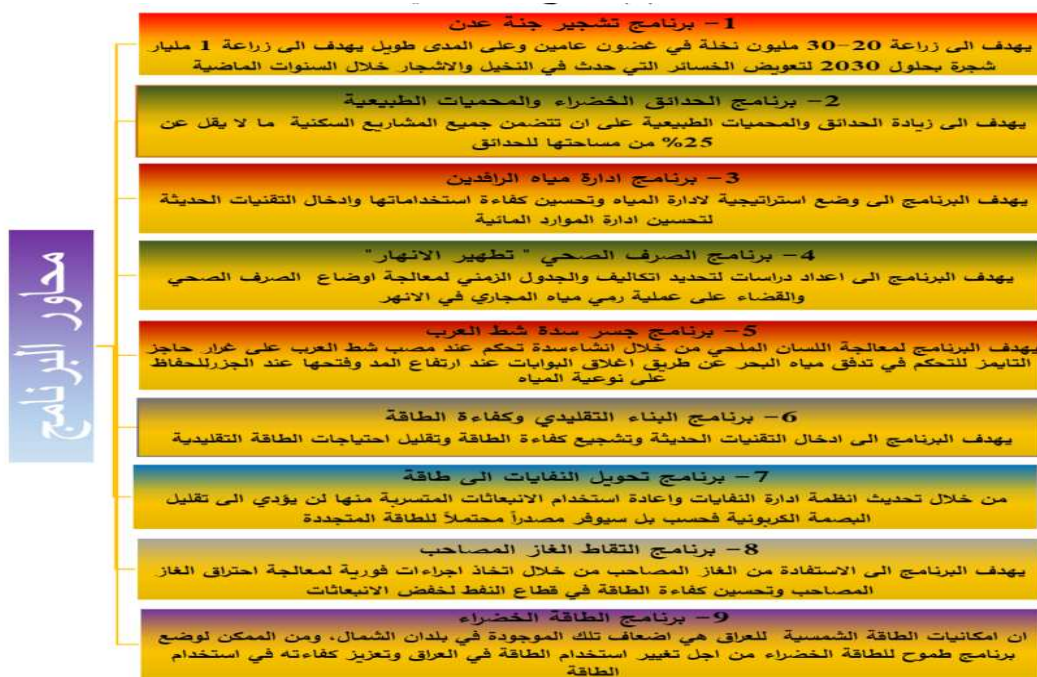 محاور البرنامج
1- برنامج تشجير جنة عدن
يهدف الى زراعة 20-30 مليون نخلة في غضون عامين وعلى المدى طويل يهدف الى زراعة 1 مليار
شجرة بحلول 2030 لتعويض الخسائر التي حدث في النخيل والاشجار خلال السنوات الماضية
2- برنامج الحدائق الخضراء والمحميات الطبيعية
يهدف الى زيادة الحدائق والمحميات الطبيعية على ان تتضمن جميع المشاريع السكنية ما لا يقل عن
25% من مساحتها للحدائق
3- برنامج ادارة مياه الرافدين
يهدف البرنامج الى وضع استراتيجية لادارة المياه وتحسين كفاءة استخداماتها وادخال التقنيات الحديثة
لتحسين ادارة الموارد المائية
4- برنامج الصرف الصحي " تطهير الانهار"
يهدف البرنامج الى اعداد دراسات لتحديد اتكاليف والجدول الزمني لمعالجة اوضاع الصرف الصحي
والقضاء على عملية رمي مياه المجاري في الانهر
5- برنامج جسر سدة شط العرب
يهدف البرنامج لمعالجة اللسان الملحي من خلال انشاءسدة تحكم عند مصب شط العرب على غرار حاجز
التايمز للتحكم في تدفق مياه البحر عن طريق اغلاق البوابات عند ارتفاع المد وفتحها عند الجزرللحفاظ
على نوعية المياه
6- برنامج البناء التقليدي وكفاءة الطاقة
يهدف البرنامج الى ادخال التقنيات الحديثة وتشجيع كفاءة الطاقة وتقليل احتياجات الطاقة التقليدية
7- برنامج تحويل النفايات الى طاقة
من خلال تحديث انظمة ادارة النفايات واعادة استخدام الانبعاثات المتسربة منها لن يؤدي الى تقليل
البصمة الكربونية فحسب بل سيوفر مصدراً محتملاً للطاقة المتجددة
8- برنامج التقاط الغاز المصاحب
يهدف البرنامج الى الاستفادة من الغاز المصاحب من خلال اتخاذ اجراءات فورية لمعالجة احتراق الغاز
المصاحب وتحسين كفاءة الطاقة في قطاع النفط لخفض الانبعاثات
9- برنامج الطاقة الخضراء
ان امكانيات الطاقة الشمسية للعراق هي اضعاف تلك الموجودة في بلدان الشمال، ومن الممكن لوضع
برنامج طموح للطاقة الخضراء من اجل تغيير استخدام الطاقة في العراق وتعزيز كفاءته في استخدام
الطاقة